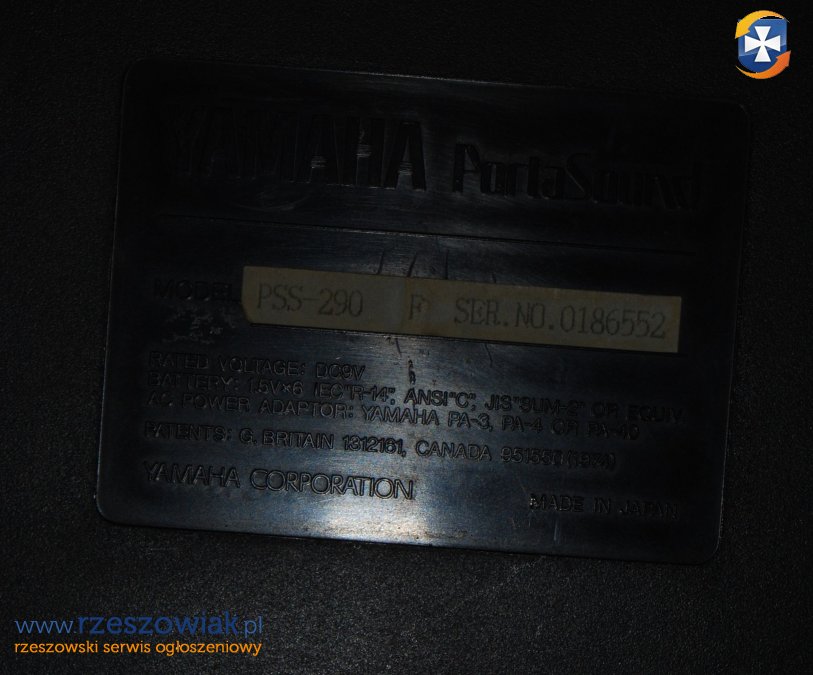 YAMAHA PortaSound
MODEL PSS-290 F SER.NO.0186552
RATED VOLTAGE: DC9V
BATTERY: 1.5V×6 IEC"R-14", ANSI"C", JIS"SUM-2" OR EQUIV.
AC POWER ADAPTOR: YAMAHA PA-3, PA-4 OR PA-40
PATENTS: G. BRITAIN 1312161, CANADA 951556 (1984)
YAMAHA CORPORATION
MADE IN JAPAN
www.rzeszowiak.pl
rzeszowski serwis ogłoszeniowy